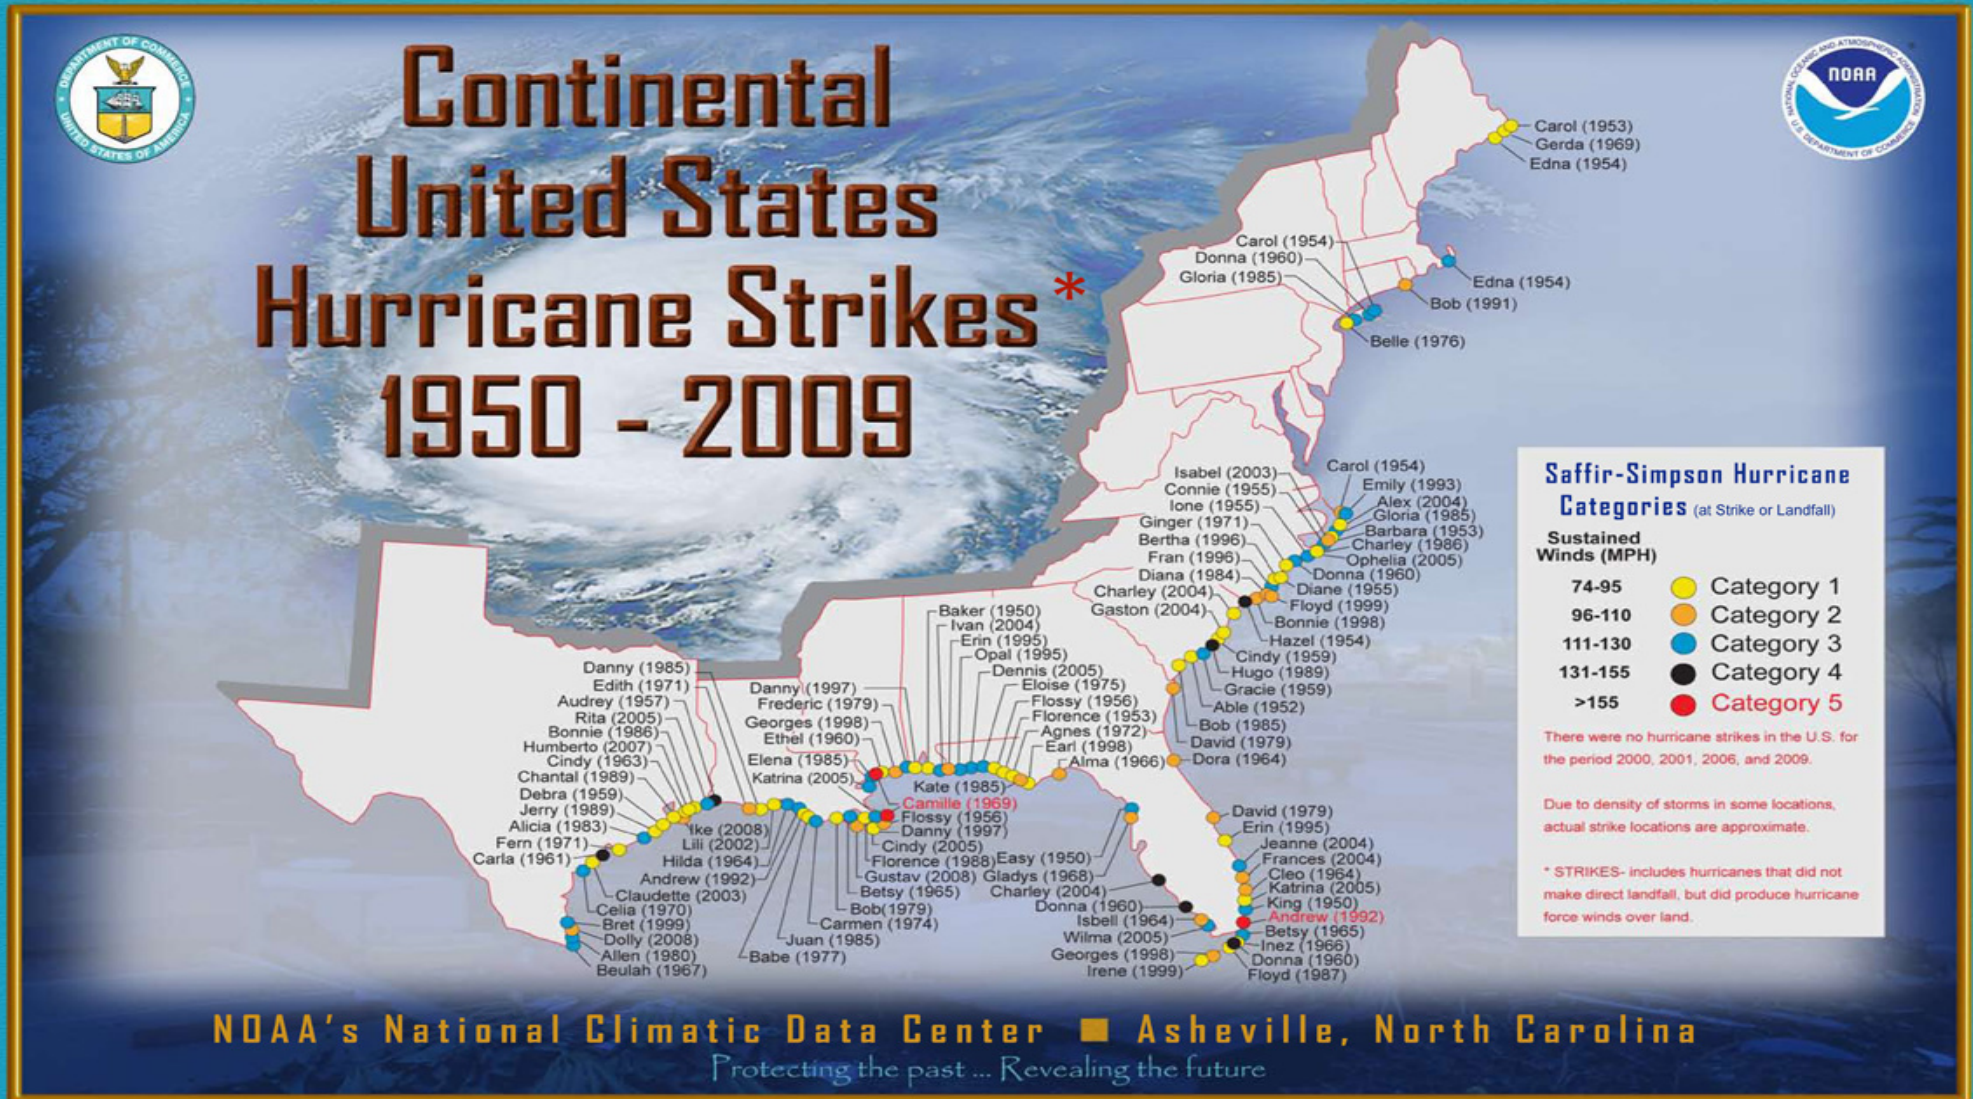 DEPARTMENT OF COMMERCE
UNITED STATES OF AMERICA
Continental
United States
Hurricane Strikes *
1950 - 2009
NATIONAL OCEANIC AND ATMOSPHERIC ADMINISTRATION
U.S. DEPARTMENT OF COMMERCE
NOAA
Carol (1953)
Gerda (1969)
Edna (1954)
Carol (1954)
Donna (1960)
Gloria (1985)
Edna (1954)
Bob (1991)
Belle (1976)
Isabel (2003)
Connie (1955)
Ione (1955)
Ginger (1971)
Bertha (1996)
Fran (1996)
Diana (1984)
Charley (2004)
Gaston (2004)
Carol (1954)
Emily (1993)
Alex (2004)
Gloria (1985)
Barbara (1953)
Charley (1986)
Ophelia (2005)
Donna (1960)
Diane (1955)
Floyd (1999)
Bonnie (1998)
Hazel (1954)
Cindy (1959)
Hugo (1989)
Gracie (1959)
Able (1952)
Bob (1985)
David (1979)
Dora (1964)
Baker (1950)
Ivan (2004)
Erin (1995)
Opal (1995)
Dennis (2005)
Eloise (1975)
Flossy (1956)
Florence (1953)
Agnes (1972)
Earl (1998)
Alma (1966)
Danny (1985)
Edith (1971)
Audrey (1957)
Rita (2005)
Bonnie (1986)
Humberto (2007)
Cindy (1963)
Chantal (1989)
Debra (1959)
Jerry (1989)
Alicia (1983)
Fern (1971)
Carla (1961)
Danny (1997)
Frederic (1979)
Georges (1998)
Ethel (1960)
Elena (1985)
Katrina (2005)
Kate (1985)
Camille (1969)
Flossy (1956)
Danny (1997)
Cindy (2005)
Florence (1988)
Gustav (2008)
Betsy (1965)
Bob(1979)
Carmen (1974)
Juan (1985)
Babe (1977)
Ike (2008)
Lili (2002)
Hilda (1964)
Andrew (1992)
Claudette (2003)
Celia (1970)
Bret (1999)
Dolly (2008)
Allen (1980)
Beulah (1967)
Easy (1950)
Gladys (1968)
Charley (2004)
Donna (1960)
Isbell (1964)
Wilma (2005)
Georges (1998)
Irene (1999)
David (1979)
Erin (1995)
Jeanne (2004)
Frances (2004)
Cleo (1964)
Katrina (2005)
King (1950)
Andrew (1992)
Betsy (1965)
Inez (1966)
Donna (1960)
Floyd (1987)
Saffir-Simpson Hurricane
Categories (at Strike or Landfall)
Sustained
Winds (MPH)
74-95 Category 1
96-110 Category 2
111-130 Category 3
131-155 Category 4
>155 Category 5
There were no hurricane strikes in the U.S. for
the period 2000, 2001, 2006, and 2009.
Due to density of storms in some locations,
actual strike locations are approximate.
* STRIKES- includes hurricanes that did not
make direct landfall, but did produce hurricane
force winds over land.
NOAA's National Climatic Data Center ■ Asheville, North Carolina
Protecting the past ... Revealing the future